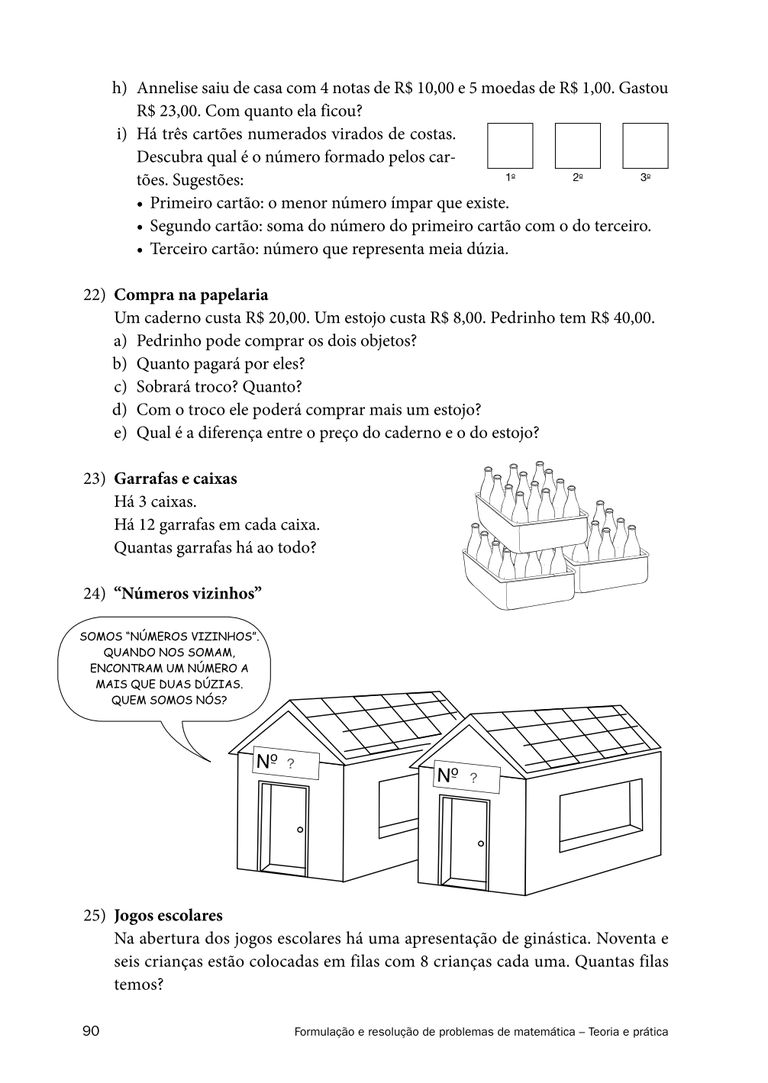 h) Annelise saiu de casa com 4 notas de R$ 10,00 e 5 moedas de R$ 1,00. Gastou
R$ 23,00. Com quanto ela ficou?
i) Há três cartões numerados virados de costas.
Descubra qual é o número formado pelos car-
tões. Sugestões:
1º 2º 3º
• Primeiro cartão: o menor número ímpar que existe.
• Segundo cartão: soma do número do primeiro cartão com o do terceiro.
• Terceiro cartão: número que representa meia dúzia.
22) Compra na papelaria
Um caderno custa R$ 20,00. Um estojo custa R$ 8,00. Pedrinho tem R$ 40,00.
a) Pedrinho pode comprar os dois objetos?
b) Quanto pagará por eles?
c) Sobrará troco? Quanto?
d) Com o troco ele poderá comprar mais um estojo?
e) Qual é a diferença entre o preço do caderno e o do estojo?
23) Garrafas e caixas
Há 3 caixas.
Há 12 garrafas em cada caixa.
Quantas garrafas há ao todo?
24) “Números vizinhos”
SOMOS “NÚMEROS VIZINHOS”.
QUANDO NOS SOMAM,
ENCONTRAM UM NÚMERO A
MAIS QUE DUAS DÚZIAS.
QUEM SOMOS NÓS?
Nº ?
Nº ?
25) Jogos escolares
Na abertura dos jogos escolares há uma apresentação de ginástica. Noventa e
seis crianças estão colocadas em filas com 8 crianças cada uma. Quantas filas
temos?
90 Formulação e resolução de problemas de matemática – Teoria e prática